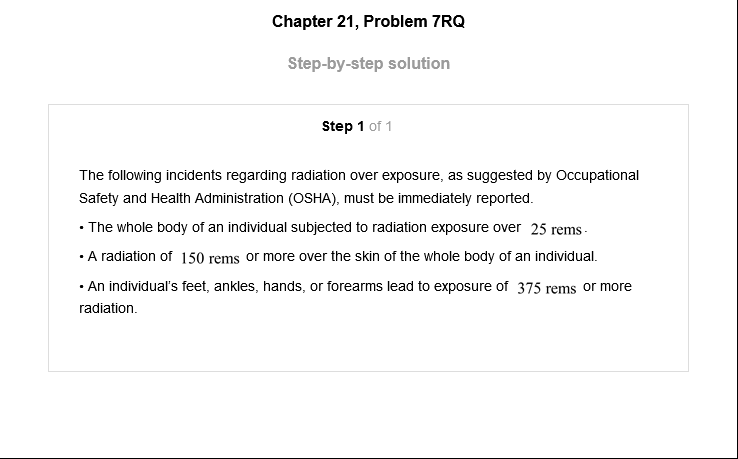 Chapter 21, Problem 7RQ
Step-by-step solution
Step 1 of 1
The following incidents regarding radiation over exposure, as suggested by Occupational
Safety and Health Administration (OSHA), must be immediately reported.
• The whole body of an individual subjected to radiation exposure over 25 rems.
• A radiation of 150 rems or more over the skin of the whole body of an individual.
• An individual's feet, ankles, hands, or forearms lead to exposure of 375 rems or more
radiation.